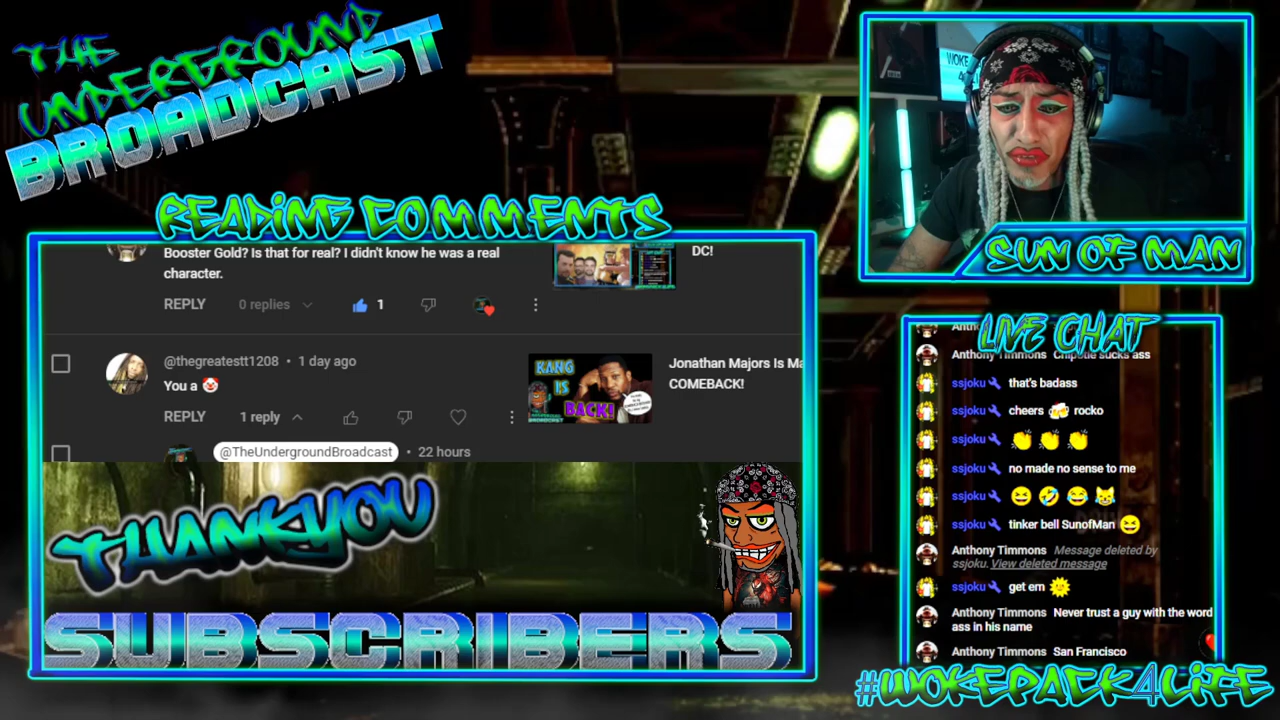 THE
UNDERGROUND
BROADCAST
READING COMMENTS
Booster Gold? Is that for real? I didn't know he was a real
character.
REPLY 0 replies 1
DC!
@thegreatestt1208 • 1 day ago
You a 🤡
REPLY 1 reply
KANG
IS
BACK!
Jonathan Majors Is Ma
COMEBACK!
@TheUndergroundBroadcast • 22 hours
THANKYOU
SUBSCRIBERS
WOKE
SUN OF MAN
LIVE CHAT
Anthony Timmons Chipotle sucks ass
ssjoku that's badass
ssjoku cheers 🍻 rocko
ssjoku 👏 👏 👏
ssjoku no made no sense to me
ssjoku 😆 🤣 😂 😹
ssjoku tinker bell SunofMan 😆
Anthony Timmons Message deleted by
ssjoku. View deleted message
ssjoku get em 🌞
Anthony Timmons Never trust a guy with the word
ass in his name
Anthony Timmons San Francisco
#WOKEPACK4LIFE